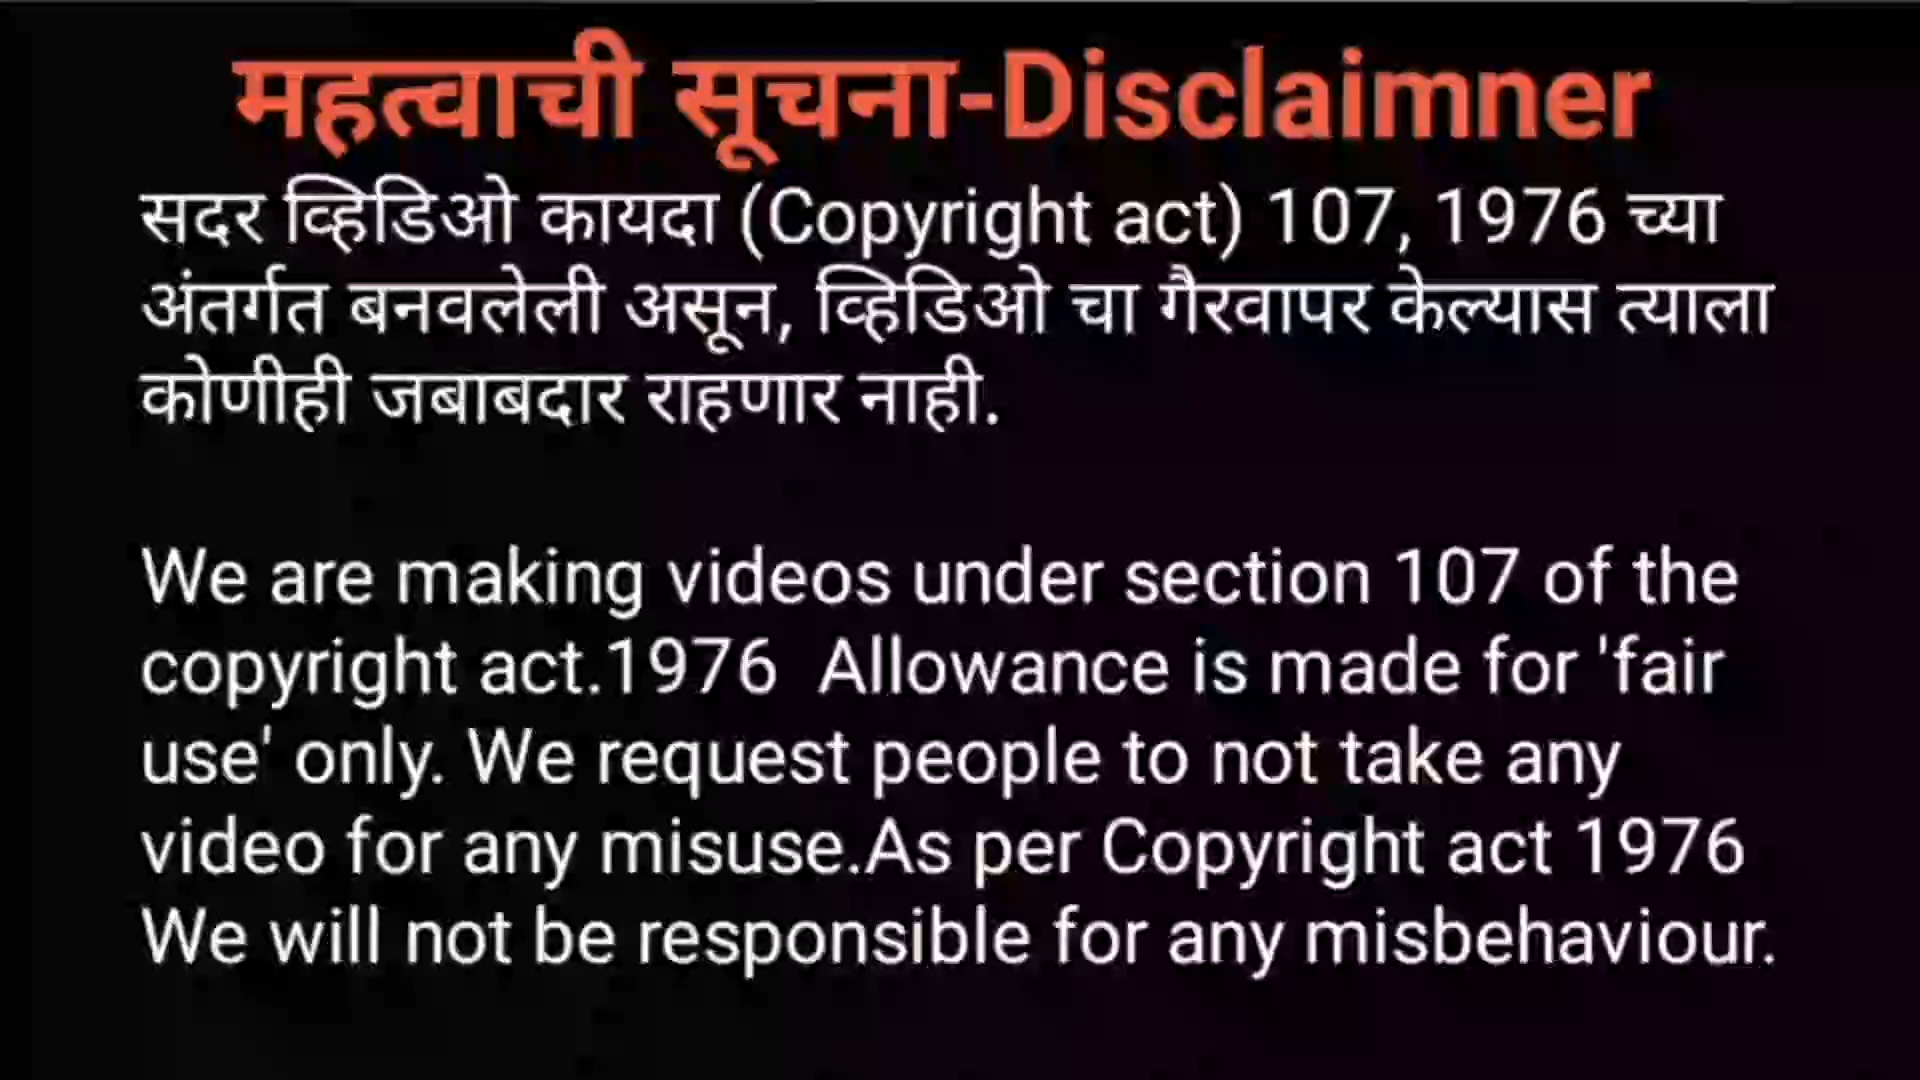 महत्वाची सूचना-Disclaimner
सदर व्हिडिओ कायदा (Copyright act) 107, 1976 च्या
अंतर्गत बनवलेली असून, व्हिडिओ चा गैरवापर केल्यास त्याला
कोणीही जबाबदार राहणार नाही.
We are making videos under section 107 of the
copyright act.1976  Allowance is made for 'fair
use' only. We request people to not take any
video for any misuse.As per Copyright act 1976
We will not be responsible for any misbehaviour.